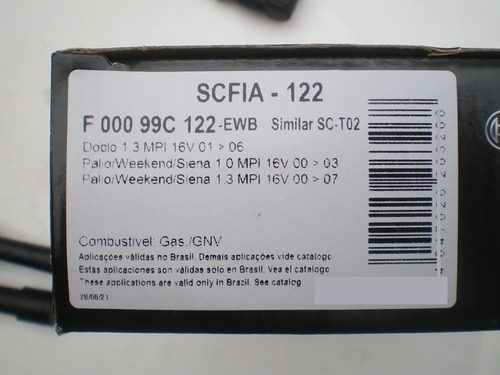 SCFIA - 122
F 000 99C 122-EWB Similar SC-T02
Doblo 1.3 MPI 16V 01 > 06
Palio/Weekend/Siena 1.0 MPI 16V 00 > 03
Palio/Weekend/Siena 1.3 MPI 16V 00 > 07
Combustivel: Gas./GNV
Aplicações válidas no Brasil. Demais aplicações vide catalogo
Estas aplicaciones son válidas sólo en Brasil. Vea el catalogo
These applications are valid only in Brazil. See catalog
28/06/21